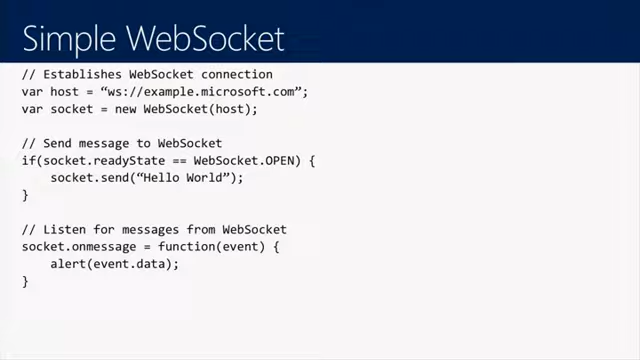 Simple WebSocket
// Establishes WebSocket connection
var host = “ws://example.microsoft.com”;
var socket = new WebSocket(host);
// Send message to WebSocket
if(socket.readyState == WebSocket.OPEN) {
socket.send(“Hello World”);
}
// Listen for messages from WebSocket
socket.onmessage = function(event) {
alert(event.data);
}